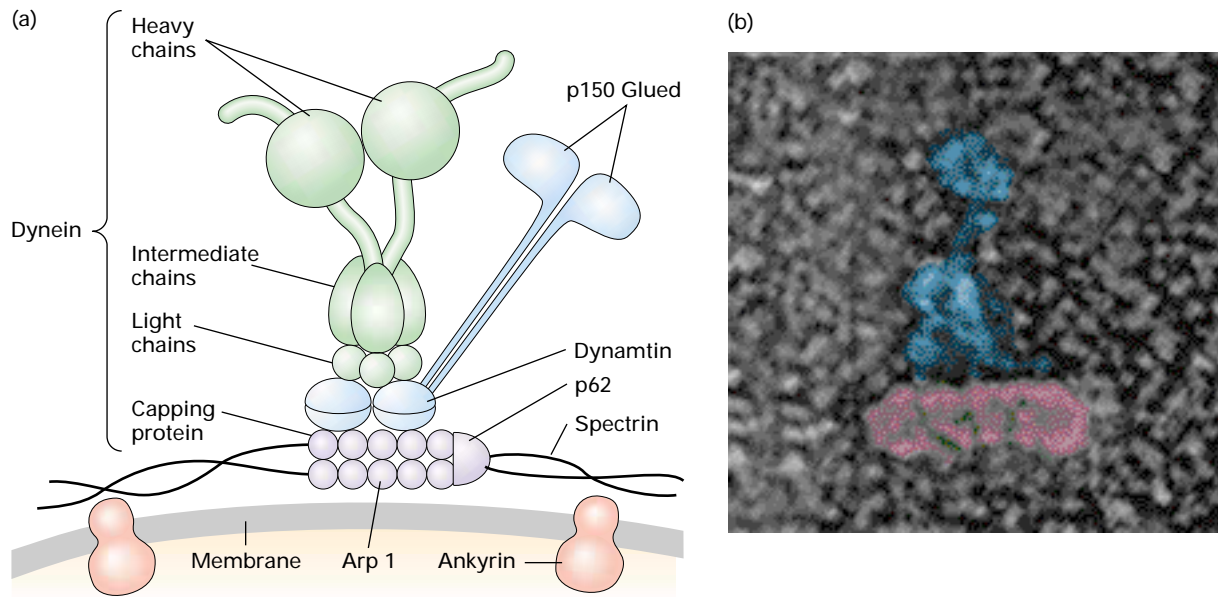 (a)
(b)
Heavy
chains
p150 Glued
Dynein
Intermediate
chains
Light
chains
Dynamtin
p62
Capping
protein
Spectrin
Membrane
Arp 1
Ankyrin